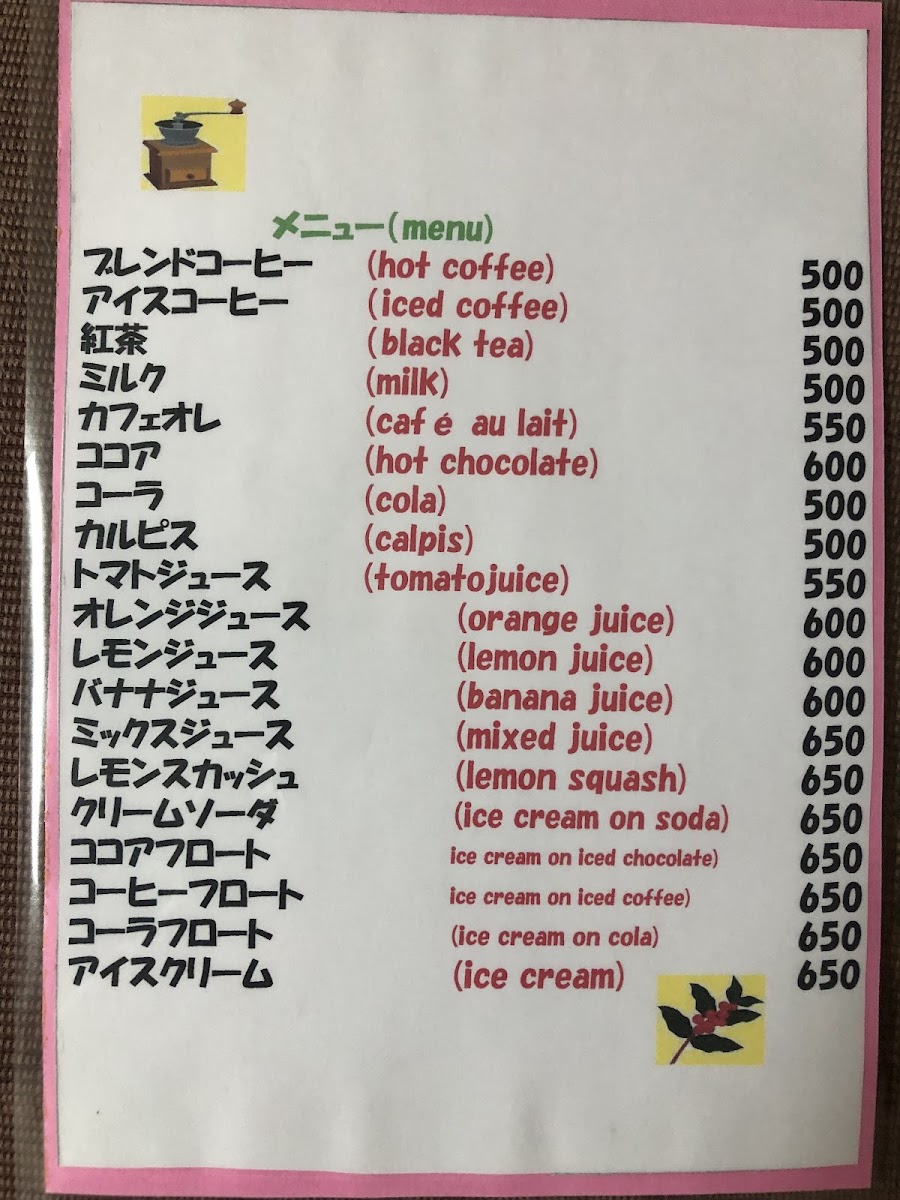 メニュー(menu)
ブレンドコーヒー (hot coffee) 500
アイスコーヒー (iced coffee) 500
紅茶 (black tea) 500
ミルク (milk) 500
カフェオレ (café au lait) 550
ココア (hot chocolate) 600
コーラ (cola) 500
カルピス (calpis) 500
トマトジュース (tomatojuice) 550
オレンジジュース (orange juice) 600
レモンジュース (lemon juice) 600
バナナジュース (banana juice) 600
ミックスジュース (mixed juice) 650
レモンスカッシュ (lemon squash) 650
クリームソーダ (ice cream on soda) 650
ココアフロート ice cream on iced chocolate) 650
コーヒーフロート ice cream on iced coffee) 650
コーラフロート (ice cream on cola) 650
アイスクリーム (ice cream) 650